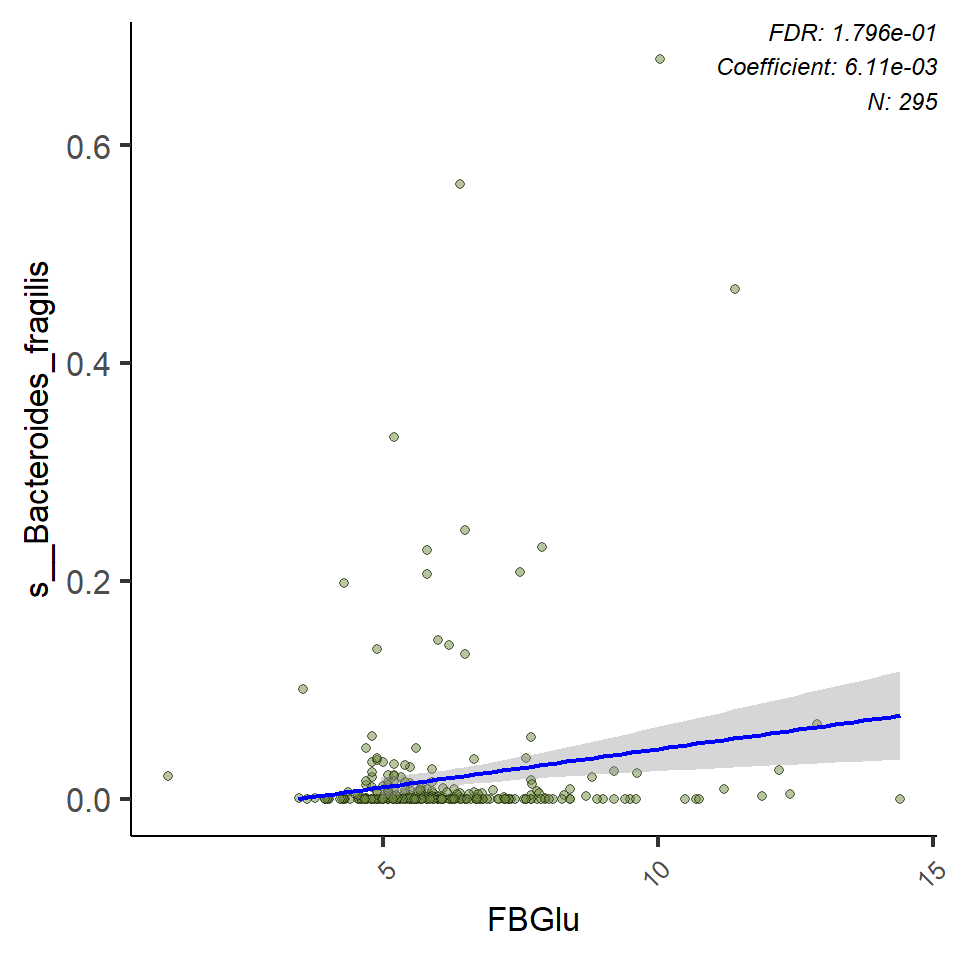 FDR: 1.796e-01
Coefficient: 6.11e-03
N: 295
s__Bacteroides_fragilis
0.6
0.4
0.2
0.0
5
10
15
FBGlu